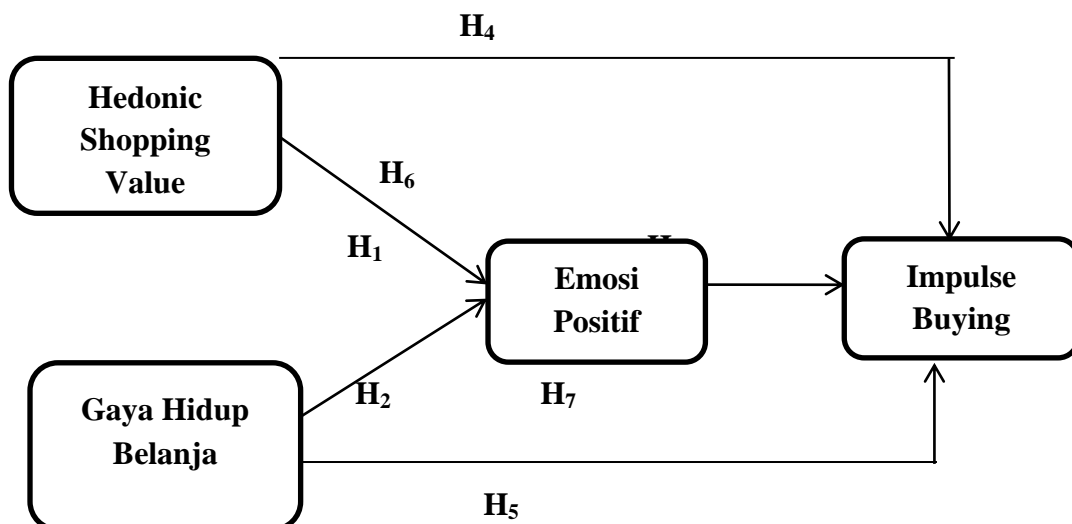 H₄
Hedonic
Shopping
Value
H₆
H₁
Emosi
Positif
Impulse
Buying
H₂
H₇
Gaya Hidup
Belanja
H₅